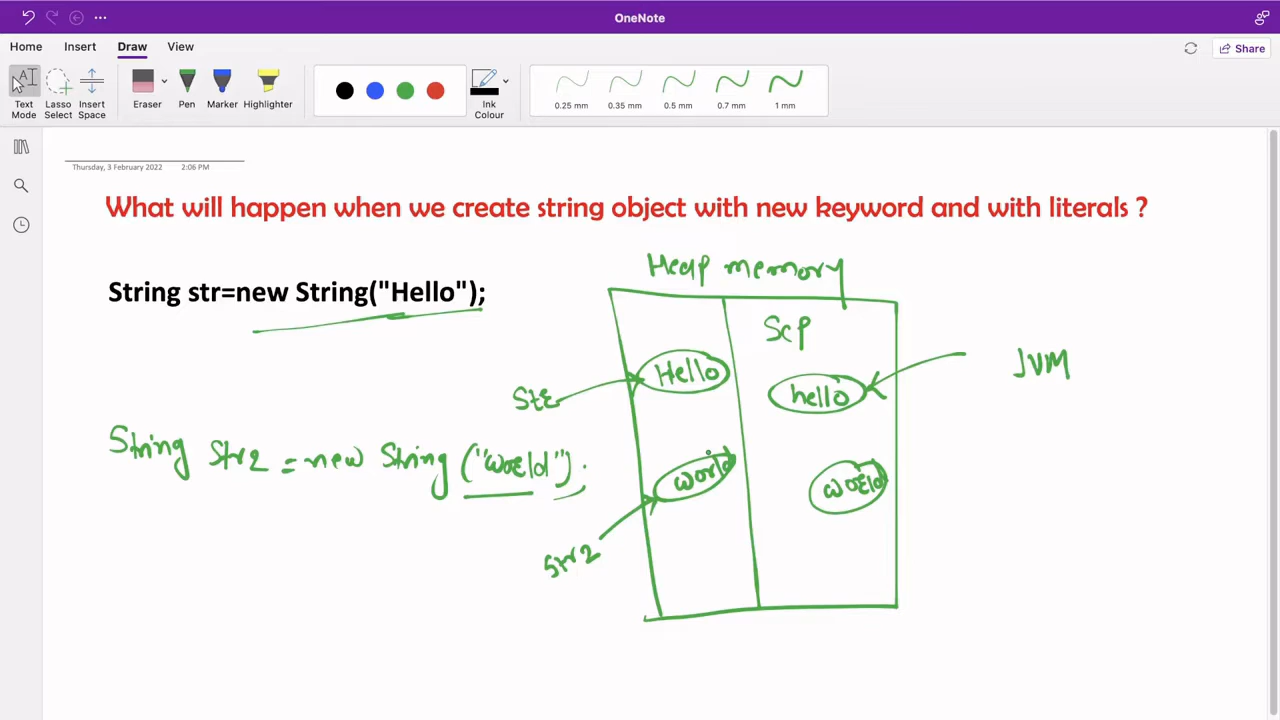 OneNote
Home Insert Draw View
Share
Text Mode
Lasso Select
Insert Space
Eraser
Pen
Marker
Highlighter
Ink Colour
0.25 mm
0.35 mm
0.5 mm
0.7 mm
1 mm
Thursday, 3 February 2022 2:06 PM
What will happen when we create string object with new keyword and with literals ?
Heap memory
String str=new String("Hello");
Scp
JVM
Hello
hello
Str
String Str2 = new String ("World");
world
world
Str2